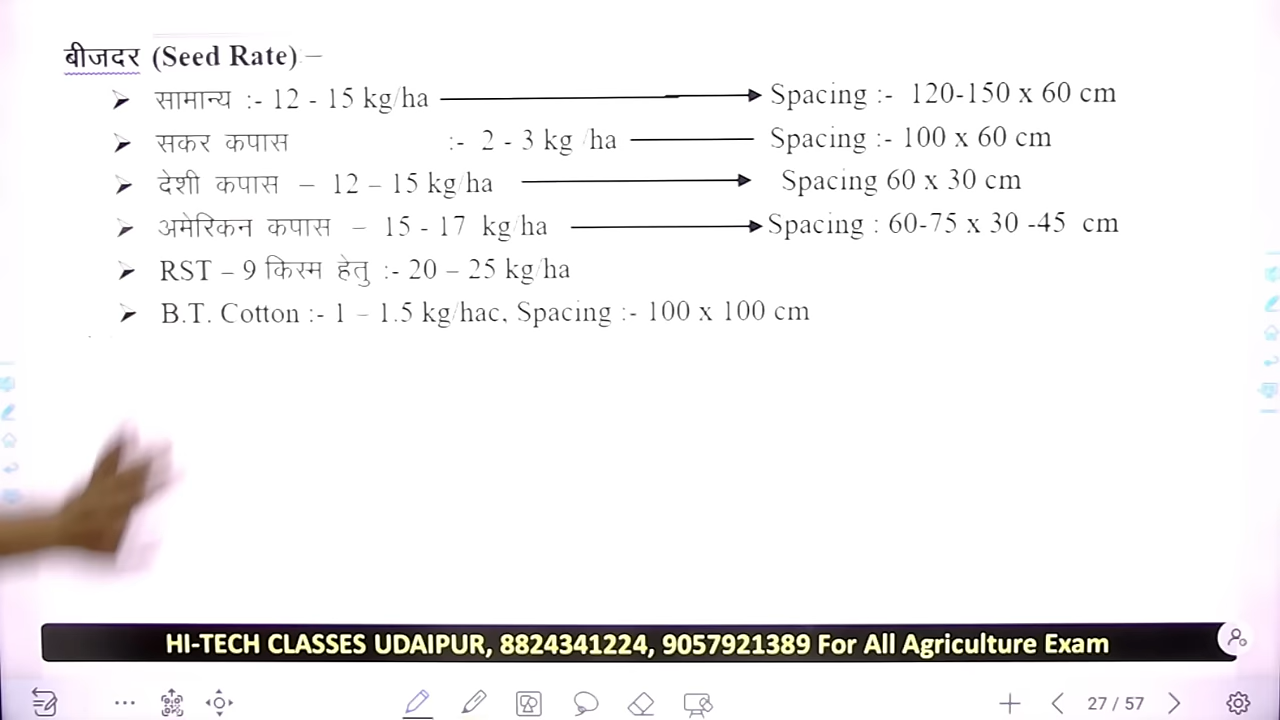 बीजदर (Seed Rate) –
➤ सामान्य :- 12 - 15 kg/ha ⟶ Spacing :- 120-150 x 60 cm
➤ सकर कपास :- 2 - 3 kg /ha — Spacing :- 100 x 60 cm
➤ देशी कपास – 12 – 15 kg/ha ⟶ Spacing 60 x 30 cm
➤ अमेरिकन कपास – 15 - 17 kg/ha ⟶ Spacing : 60-75 x 30 -45 cm
➤ RST – 9 किस्म हेतु :- 20 – 25 kg/ha
➤ B.T. Cotton :- 1 – 1.5 kg/hac, Spacing :- 100 x 100 cm
HI-TECH CLASSES UDAIPUR, 8824341224, 9057921389 For All Agriculture Exam
27 / 57